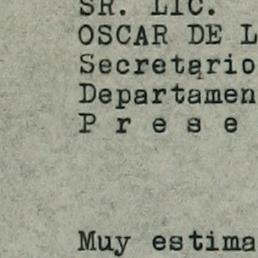 SR. LIC.
OSCAR DE L
Secretario
Departamen
P r e s e
Muy estima